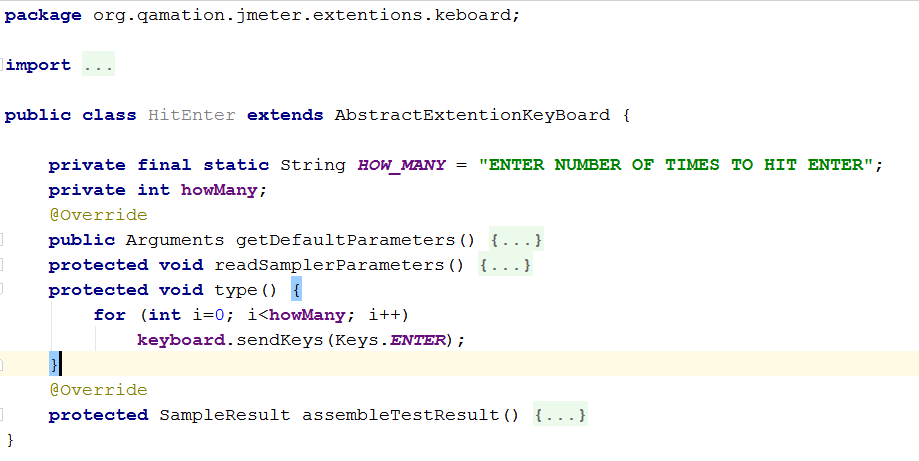 package org.qamation.jmeter.extentions.keboard;
import ...
public class HitEnter extends AbstractExtentionKeyBoard {
private final static String HOW_MANY = "ENTER NUMBER OF TIMES TO HIT ENTER";
private int howMany;
@Override
public Arguments getDefaultParameters() {...}
protected void readSamplerParameters() {...}
protected void type() {
for (int i=0; i<howMany; i++)
keyboard.sendKeys(Keys.ENTER);
}
@Override
protected SampleResult assembleTestResult() {...}
}